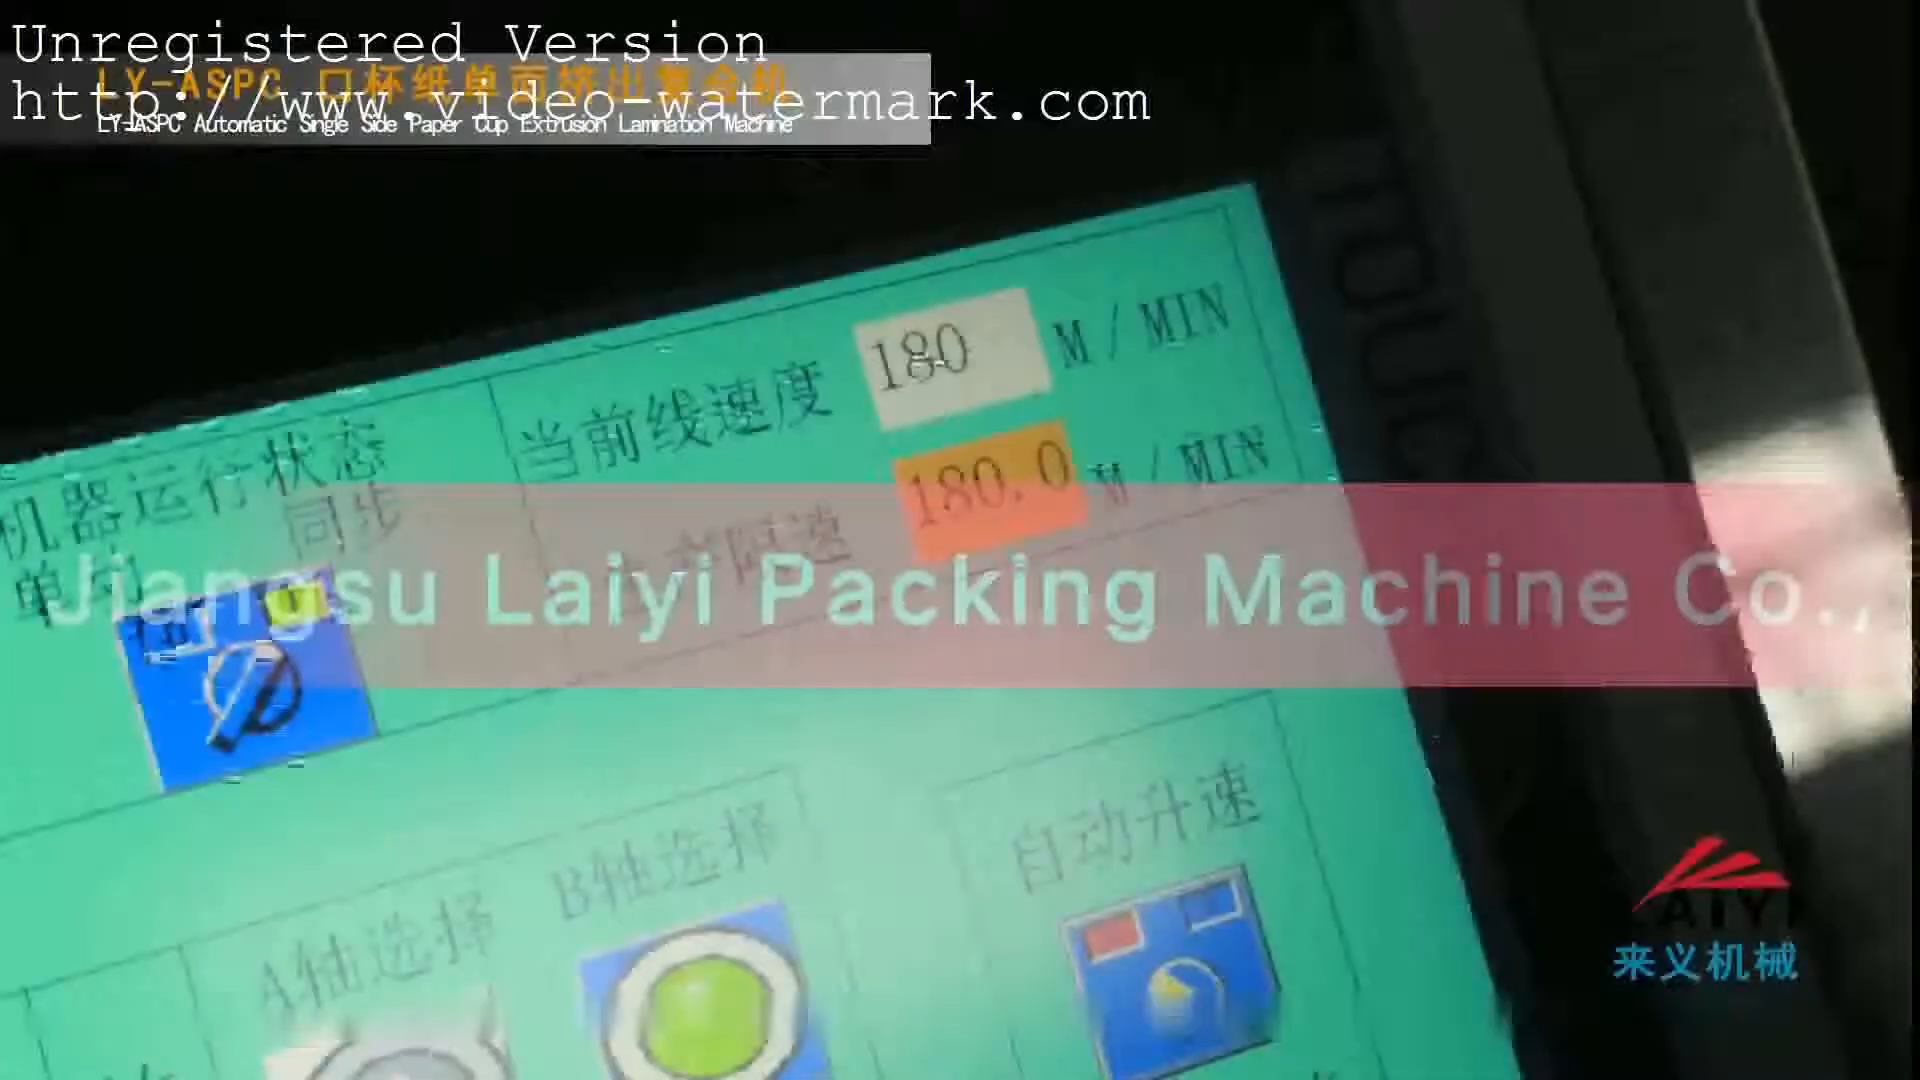 Unregistered Version
http://www.video-watermark.com
LY-ASPC 口杯纸单面挤出复合机
LY-ASPC Automatic Single Side Paper Cup Extrusion Lamination Machine
当前线速度 180 M/MIN
180.0 M/MIN
机器运行状态
单动 同步
Jiangsu Laiyi Packing Machine Co.,
A轴选择 B轴选择
自动升速
LAIYI
来义机械